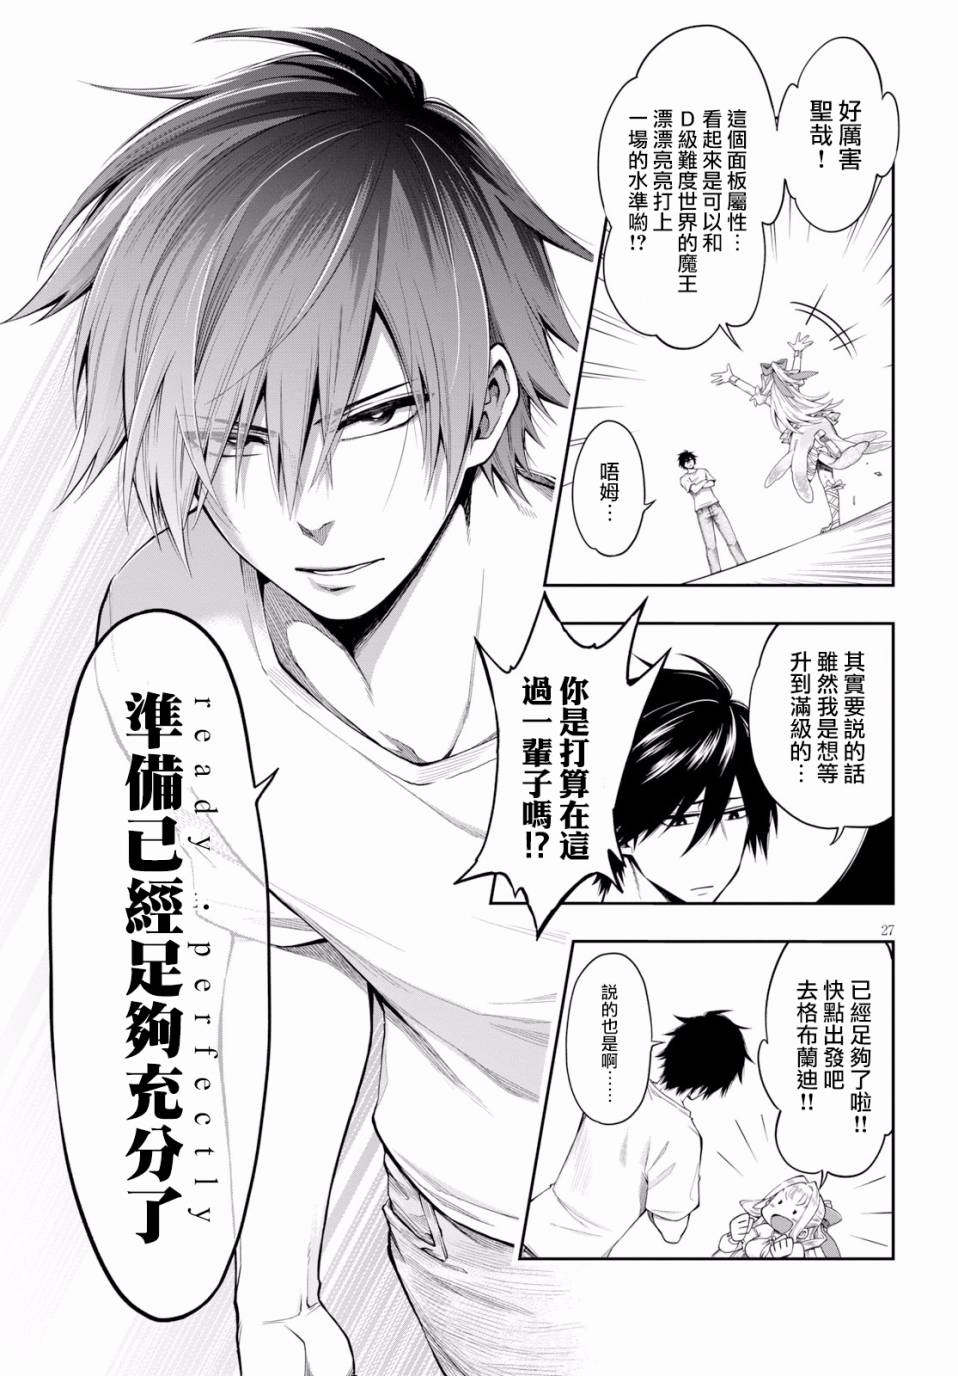 好厲害
聖哉！
這個面板屬性…
看起來是可以和
D級難度世界的魔王
漂漂亮亮打上
一場的水準喲!?
唔姆…
其實要説的話
雖然我是想等
升到滿級的…
你是打算在這
過一輩子嗎!?
27
已經足夠了啦!!
快點出發吧
去格布蘭迪!!
説的也是啊……
ready・perfectly
準備已經足夠充分了